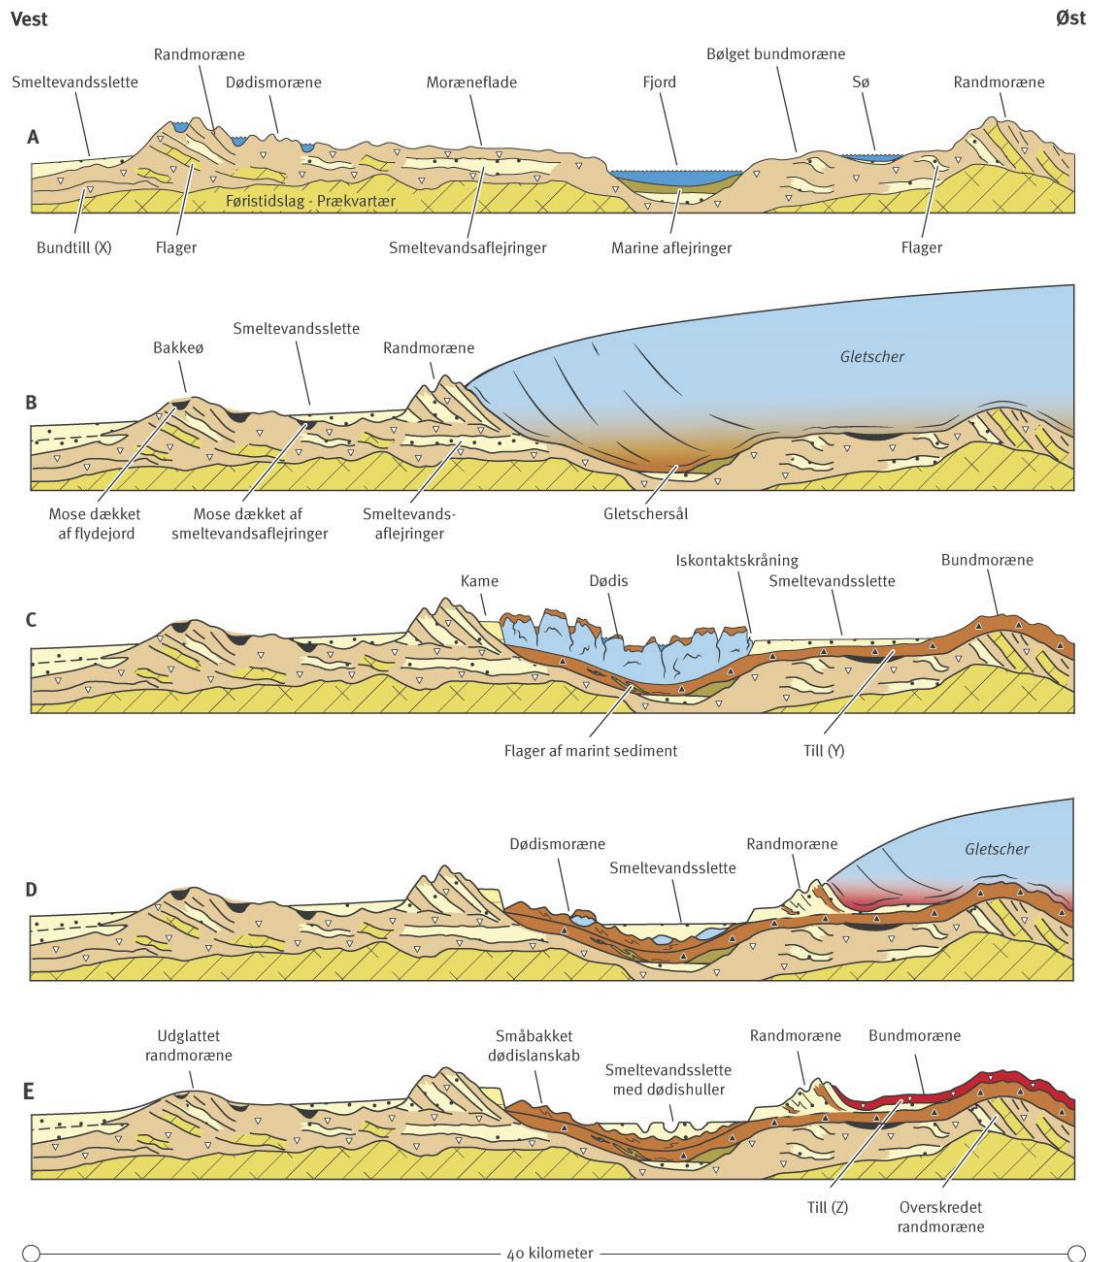 Vest
Øst
Randmoræne
Bølget bundmoræne
Smeltevandsslette
Dødismoræne
Moræneflade
Fjord
Sø
Randmoræne
A
Føristidslag - Prækvartær
Bundtill (X)
Flager
Smeltevandsaflejringer
Marine aflejringer
Flager
Smeltevandsslette
Bakkeø
Randmoræne
Gletscher
B
Mose dækket
af flydejord
Mose dækket af
smeltevandsaflejringer
Smeltevands-
aflejringer
Gletschersål
Iskontaktskråning
Bundmoræne
Kame
Dødis
Smeltevandsslette
C
Flager af marint sediment
Till (Y)
Dødismoræne
Randmoræne
Smeltevandsslette
Gletscher
D
Udglattet
randmoræne
Småbakket
dødislanskab
Smeltevandsslette
med dødishuller
Randmoræne
Bundmoræne
E
Till (Z)
Overskredet
randmoræne
40 kilometer